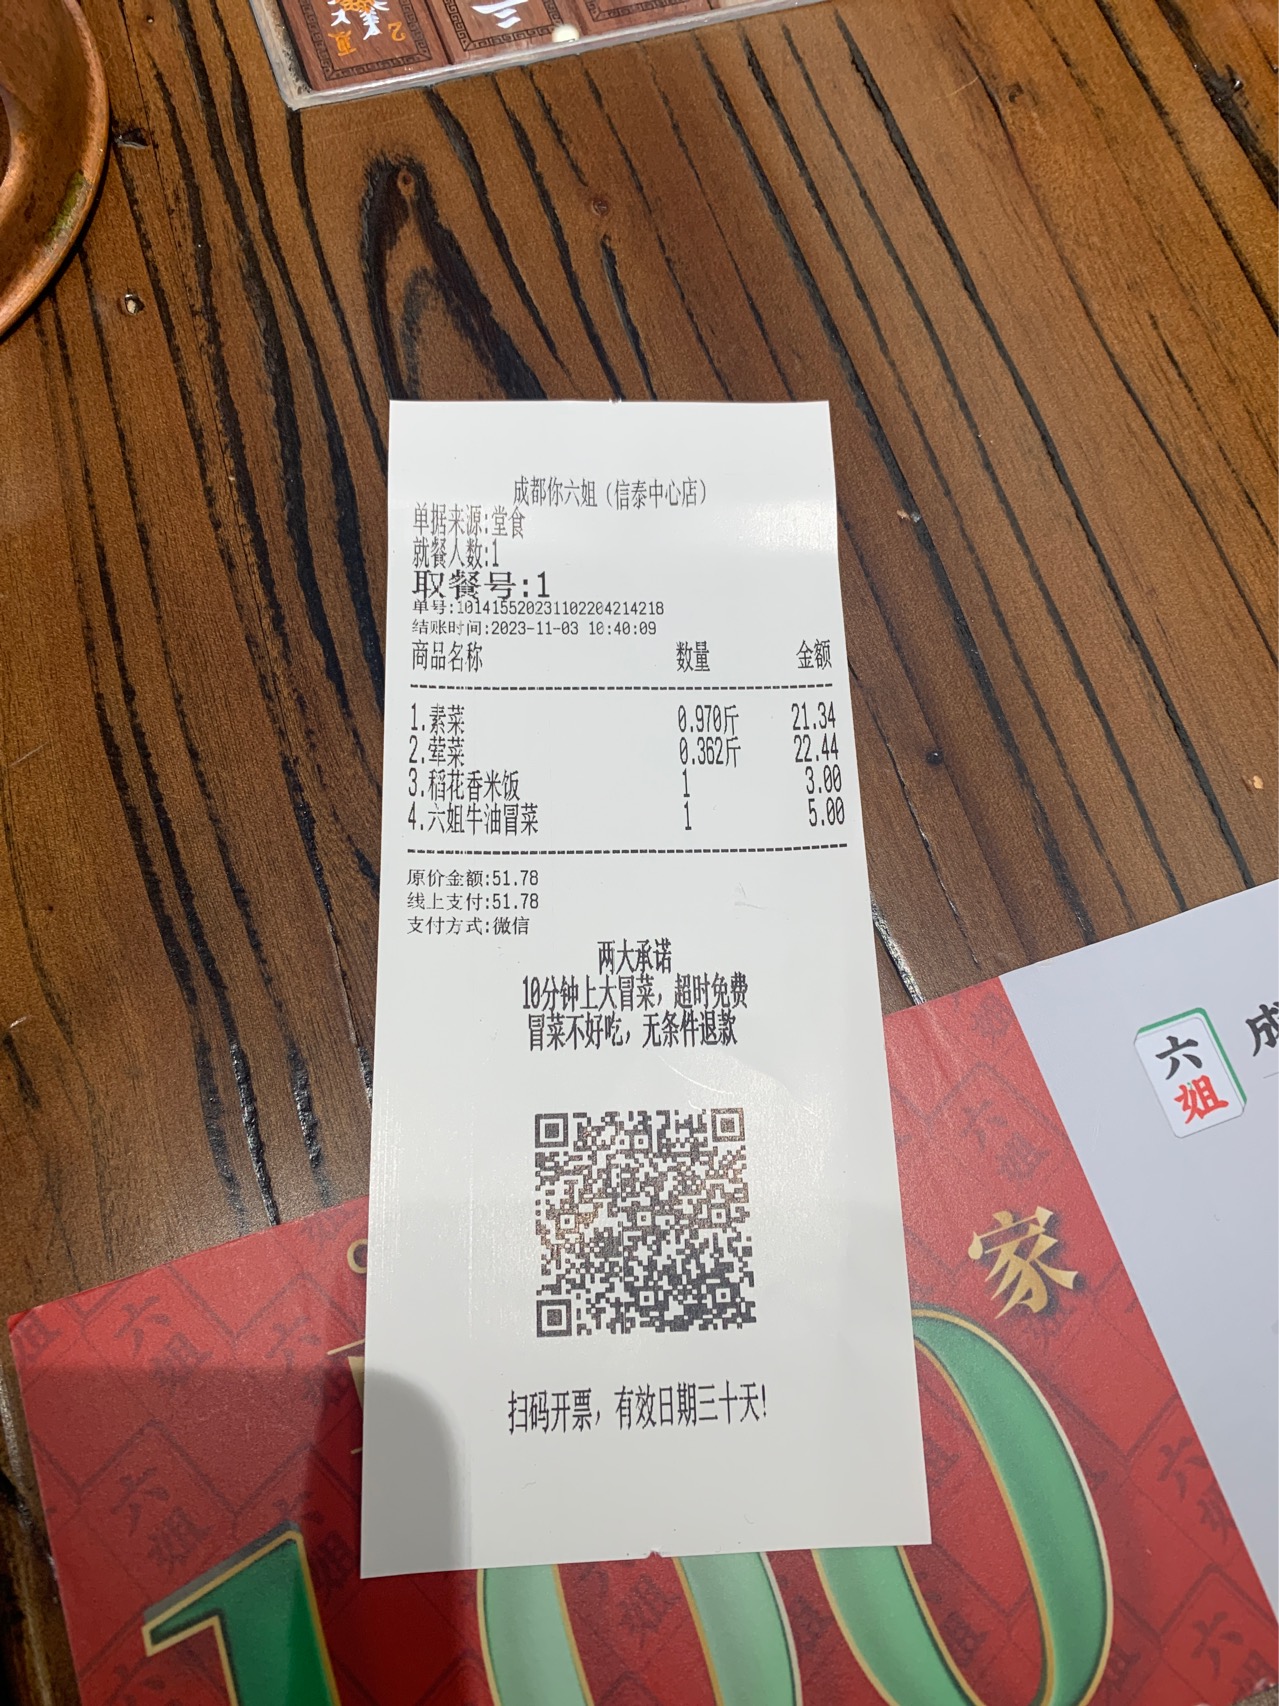 2
三
成都你六姐（信泰中心店）
单据来源:堂食
就餐人数:1
取餐号:1
单号:101415520231102204214218
结账时间:2023-11-03 10:40:09
商品名称 数量 金额
1.素菜 0.970斤 21.34
2.荤菜 0.362斤 22.44
3.稻花香米饭 1 3.00
4.六姐牛油冒菜 1 5.00
原价金额:51.78
线上支付:51.78
支付方式:微信
两大承诺
10分钟上大冒菜，超时免费
冒菜不好吃，无条件退款
扫码开票，有效日期三十天!
六姐
成
家
100